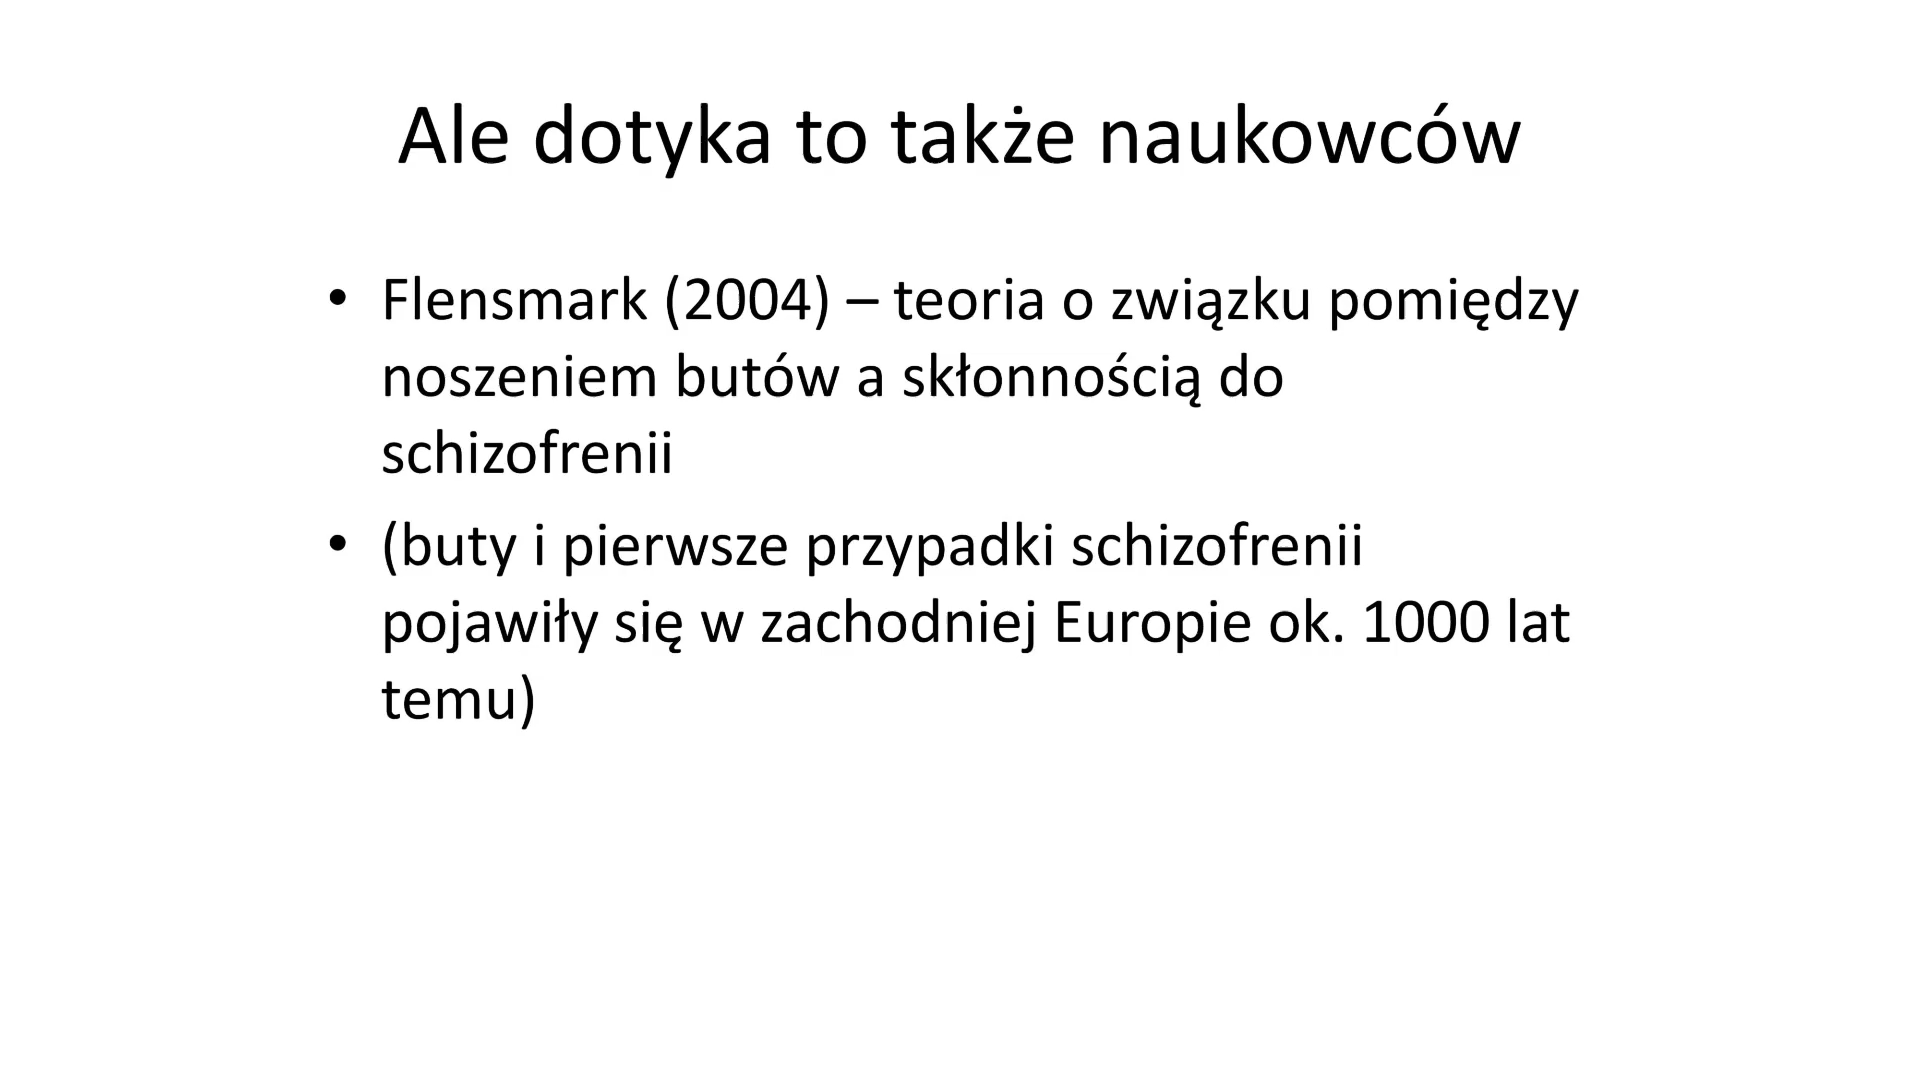 Ale dotyka to także naukowców
• Flensmark (2004) – teoria o związku pomiędzy
noszeniem butów a skłonnością do
schizofrenii
• (buty i pierwsze przypadki schizofrenii
pojawiły się w zachodniej Europie ok. 1000 lat
temu)